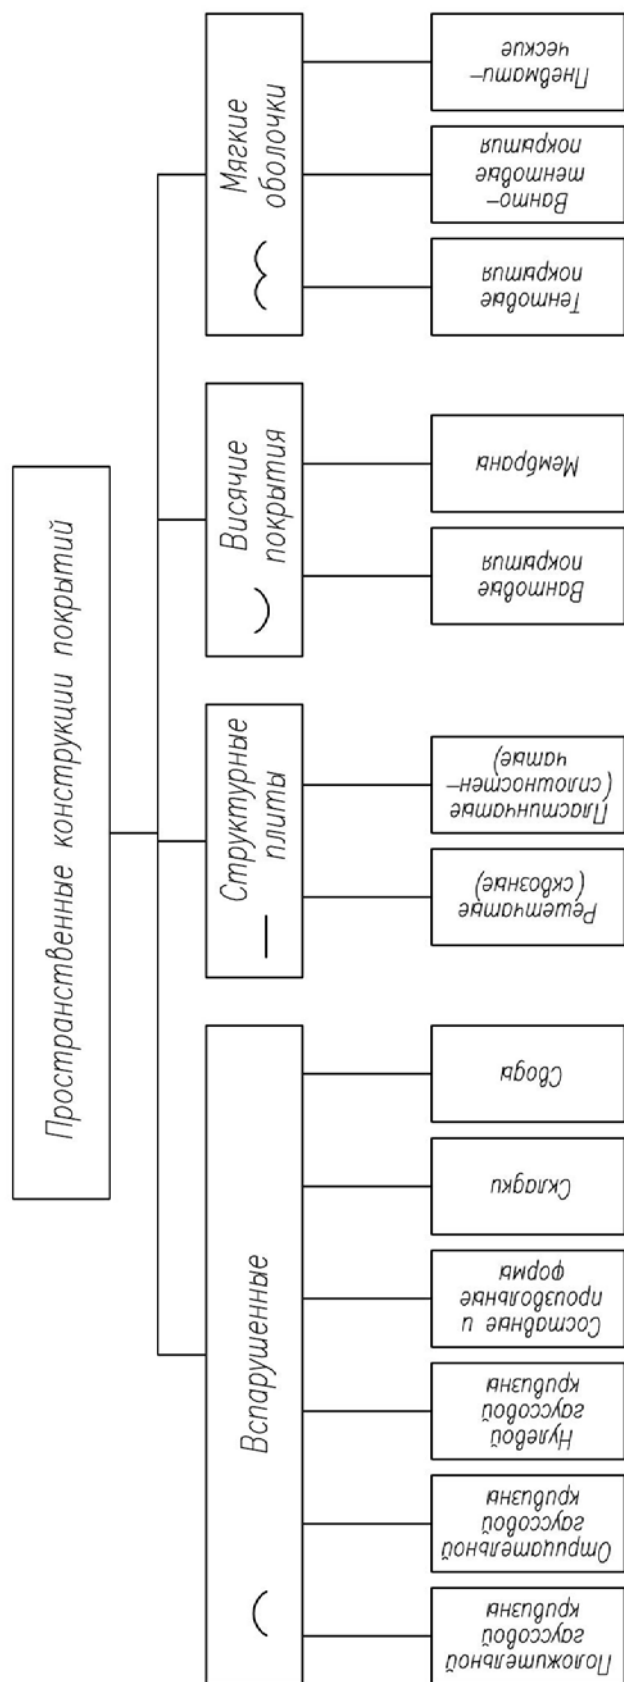 Пространственные конструкции покрытий
Вспарушенные
Структурные
плиты
Висячие
покрытия
Мягкие
оболочки
Положительной
гауссовой
кривизны
Отрицательной
гауссовой
кривизны
Нулевой
гауссовой
кривизны
Составные и
произвольные
формы
Складки
Своды
Решетчатые
(сквозные)
Пластинчатые
(сплошностен-
чатые)
Вантовые
покрытия
Мембраны
Тентовые
покрытия
Ванто-
тентовые
покрытия
Пневмати-
ческие